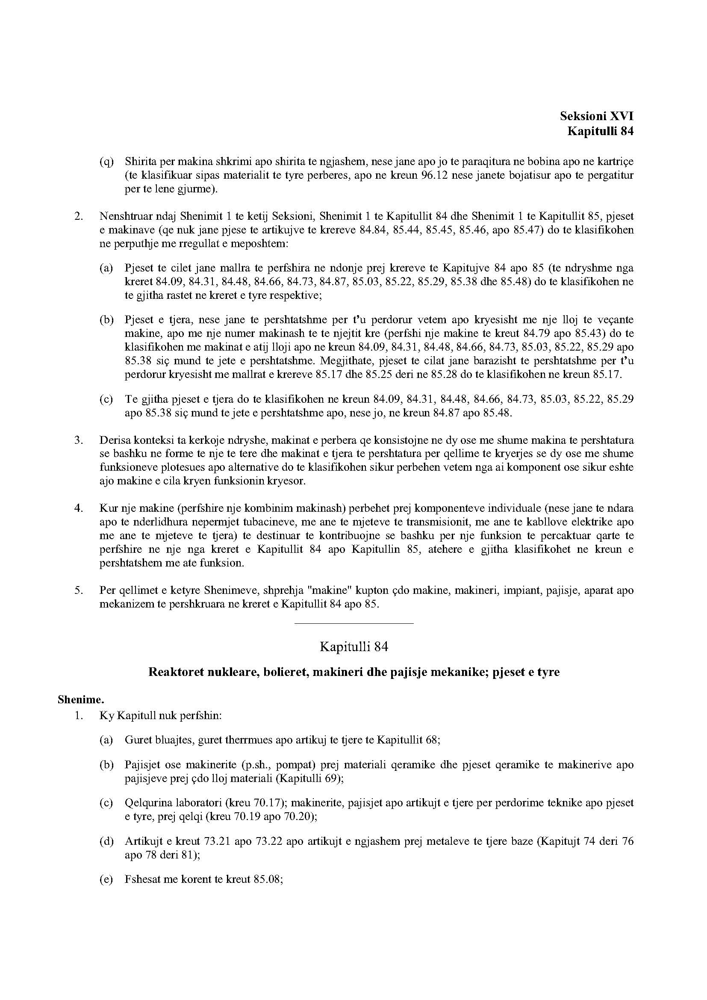 Seksioni XVI
Kapitulli 84
(q) Shirita per makina shkrimi apo shirita te ngjashem, nese jane apo jo te paraqitura ne bobina apo ne kartriçe
(te klasifikuar sipas materialit te tyre perberes, apo ne kreun 96.12 nese janete bojatisur apo te pergatitur
per te lene gjurme).
2. Nenshtruar ndaj Shenimit 1 te ketij Seksioni, Shenimit 1 te Kapitullit 84 dhe Shenimit 1 te Kapitullit 85, pjeset
e makinave (qe nuk jane pjese te artikujve te krereve 84.84, 85.44, 85.45, 85.46, apo 85.47) do te klasifikohen
ne perputhje me rregullat e meposhtem:
(a) Pjeset te cilet jane mallra te perfshira ne ndonje prej krereve te Kapitujve 84 apo 85 (te ndryshme nga
kreret 84.09, 84.31, 84.48, 84.66, 84.73, 84.87, 85.03, 85.22, 85.29, 85.38 dhe 85.48) do te klasifikohen ne
te gjitha rastet ne kreret e tyre respektive;
(b) Pjeset e tjera, nese jane te pershtatshme per t’u perdorur vetem apo kryesisht me nje lloj te veçante
makine, apo me nje numer makinash te te njejtit kre (perfshi nje makine te kreut 84.79 apo 85.43) do te
klasifikohen me makinat e atij lloji apo ne kreun 84.09, 84.31, 84.48, 84.66, 84.73, 85.03, 85.22, 85.29 apo
85.38 siç mund te jete e pershtatshme. Megjithate, pjeset te cilat jane barazisht te pershtatshme per t’u
perdorur kryesisht me mallrat e krereve 85.17 dhe 85.25 deri ne 85.28 do te klasifikohen ne kreun 85.17.
(c) Te gjitha pjeset e tjera do te klasifikohen ne kreun 84.09, 84.31, 84.48, 84.66, 84.73, 85.03, 85.22, 85.29
apo 85.38 siç mund te jete e pershtatshme apo, nese jo, ne kreun 84.87 apo 85.48.
3. Derisa konteksi ta kerkoje ndryshe, makinat e perbera qe konsistojne ne dy ose me shume makina te pershtatura
se bashku ne forme te nje te tere dhe makinat e tjera te pershtatura per qellime te kryerjes se dy ose me shume
funksioneve plotesues apo alternative do te klasifikohen sikur perbehen vetem nga ai komponent ose sikur eshte
ajo makine e cila kryen funksionin kryesor.
4. Kur nje makine (perfshire nje kombinim makinash) perbehet prej komponenteve individuale (nese jane te ndara
apo te nderlidhura nepermjet tubacineve, me ane te mjeteve te transmisionit, me ane te kabllove elektrike apo
me ane te mjeteve te tjera) te destinuar te kontribuojne se bashku per nje funksion te percaktuar qarte te
perfshire ne nje nga kreret e Kapitullit 84 apo Kapitullin 85, atehere e gjitha klasifikohet ne kreun e
pershtatshem me ate funksion.
5. Per qellimet e ketyre Shenimeve, shprehja "makine" kupton çdo makine, makineri, impiant, pajisje, aparat apo
mekanizem te pershkruara ne kreret e Kapitullit 84 apo 85.
Kapitulli 84
Reaktoret nukleare, bolieret, makineri dhe pajisje mekanike; pjeset e tyre
Shenime.
1. Ky Kapitull nuk perfshin:
(a) Guret bluajtes, guret therrmues apo artikuj te tjere te Kapitullit 68;
(b) Pajisjet ose makinerite (p.sh., pompat) prej materiali qeramike dhe pjeset qeramike te makinerive apo
pajisjeve prej çdo lloj materiali (Kapitulli 69);
(c) Qelqurina laboratori (kreu 70.17); makinerite, pajisjet apo artikujt e tjere per perdorime teknike apo pjeset
e tyre, prej qelqi (kreu 70.19 apo 70.20);
(d) Artikujt e kreut 73.21 apo 73.22 apo artikujt e ngjashem prej metaleve te tjere baze (Kapitujt 74 deri 76
apo 78 deri 81);
(e) Fshesat me korent te kreut 85.08;